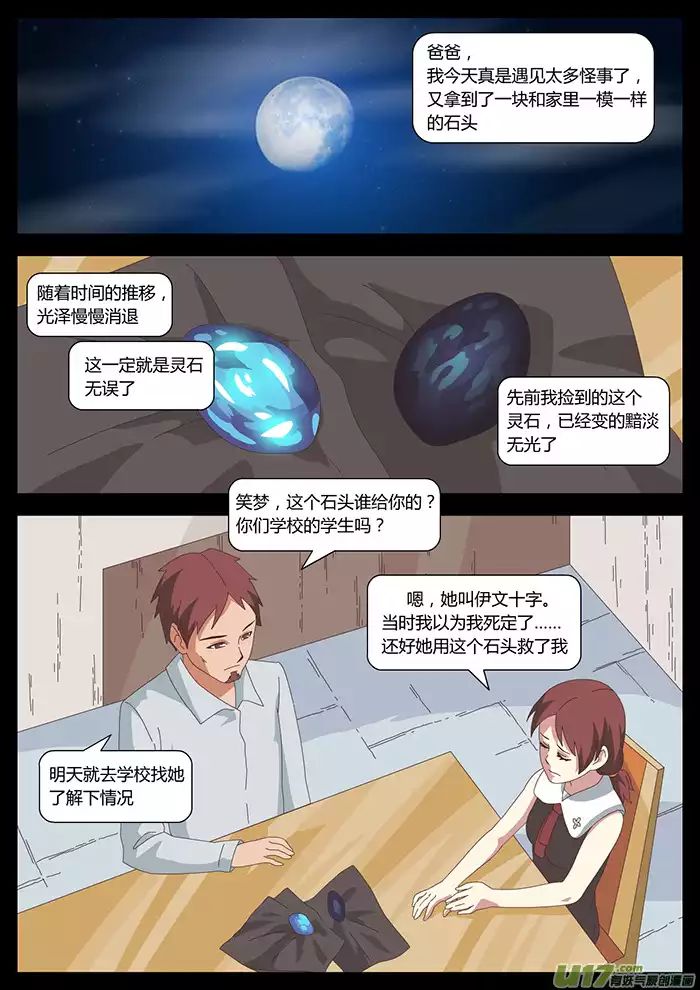 爸爸，
我今天真是遇见太多怪事了，
又拿到了一块和家里一模一样
的石头
随着时间的推移，
光泽慢慢消退
这一定就是灵石
无误了
先前我捡到的这个
灵石，已经变的黯淡
无光了
笑梦，这个石头谁给你的？
你们学校的学生吗？
嗯，她叫伊文十字。
当时我以为我死定了……
还好她用这个石头救了我
明天就去学校找她
了解下情况
U17.com
有妖气原创漫画